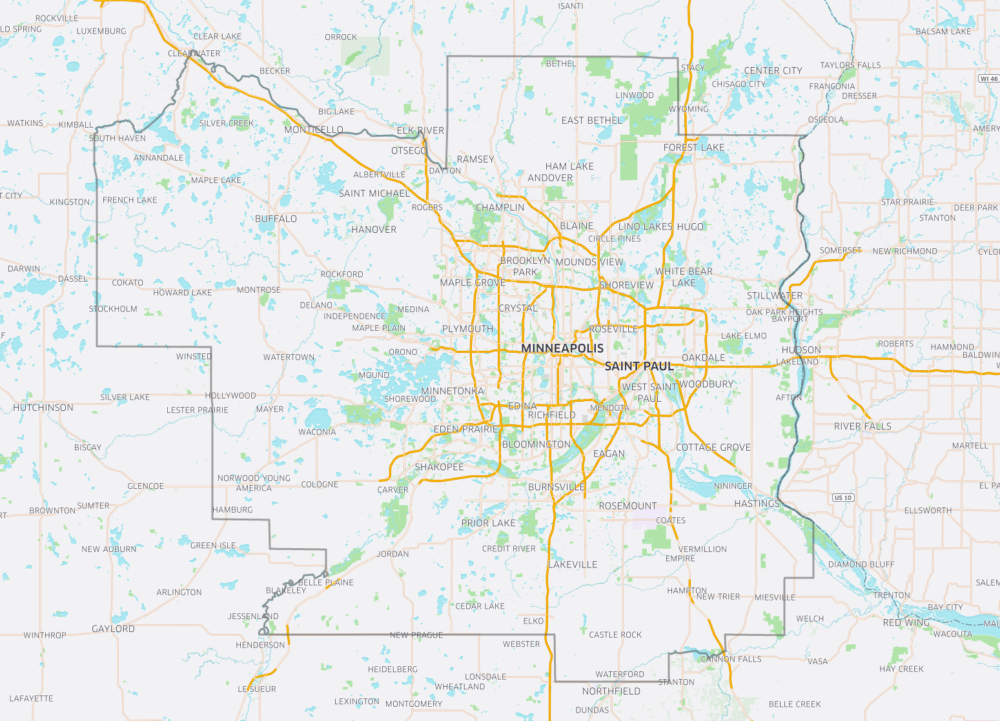 ISANTI
ROCKVILLE
LD SPRING
LUXEMBURG
CLEAR LAKE
ORROCK
BALSAM LAKE
CLEARWATER
BECKER
BETHEL
STACY
CENTER CITY
TAYLORS FALLS
WI 46
CHISAGO CITY
FRANCONIA
LINWOOD
DRESSER
BIG LAKE
WYOMING
WATKINS
KIMBALL
SILVER CREEK
EAST BETHEL
OSCEOLA
MONTICELLO
ELK RIVER
AMERY
SOUTH HAVEN
OTSEGO
FOREST LAKE
ANNANDALE
RAMSEY
HAM LAKE
DAYTON
ALBERTVILLE
ANDOVER
MAPLE LAKE
SAINT MICHAEL
T CITY
KINGSTON
FRENCH LAKE
ROGERS
CHAMPLIN
STAR PRAIRIE
DEER PARK
BUFFALO
STANTON
HANOVER
BLAINE
LINO LAKES
HUGO
CIRCLE PINES
SOMERSET
NEW RICHMOND
CYLO
BROOKLYN
PARK
MOUNDS VIEW
DARWIN
DASSEL
COKATO
ROCKFORD
WHITE BEAR
LAKE
MAPLE GROVE
SHOREVIEW
HOWARD LAKE
MONTROSE
STILLWATER
STOCKHOLM
DELANO
MEDINA
CRYSTAL
OAK PARK HEIGHTS
INDEPENDENCE
BAYPORT
MAPLE PLAIN
PLYMOUTH
ROSEVILLE
LAKE ELMO
ROBERTS
HAMMOND
MINNEAPOLIS
HUDSON
WINSTED
WATERTOWN
ORONO
OAKDALE
BALDWIN
LAKELAND
SAINT PAUL
MOUND
WOODBURY
MINNETONKA
WEST SAINT
PAUL
SILVER LAKE
HOLLYWOOD
SHOREWOOD
AFTON
HUTCHINSON
LESTER PRAIRIE
MAYER
EDINA
RICHFIELD
MENDOTA
RIVER FALLS
WACONIA
EDEN PRAIRIE
BISCAY
BLOOMINGTON
COTTAGE GROVE
MARTELL
EAGAN
SHAKOPEE
NORWOOD YOUNG
AMERICA
GLENCOE
COLOGNE
CARVER
BURNSVILLE
NININGER
EL PA
US 10
SUMTER
ROSEMOUNT
HASTINGS
RT
BROWNTON
HAMBURG
ELLSWORTH
PRIOR LAKE
COATES
NEW AUBURN
GREEN ISLE
JORDAN
CREDIT RIVER
VERMILLION
EMPIRE
LAKEVILLE
DIAMOND BLUFF
BELLE PLAINE
SALEM
ARLINGTON
BLAKELEY
HAMPTON
NEW TRIER
MIESVILLE
TRENTON
CEDAR LAKE
BAY CITY
JESSENLAND
ELKO
WELCH
RED WING
MAI
GAYLORD
WINTHROP
NEW PRAGUE
CASTLE ROCK
WACOUTA
HENDERSON
WEBSTER
CANNON FALLS
VASA
HEIDELBERG
HAY CREEK
LONSDALE
WATERFORD
STANTON
LE SUEUR
WHEATLAND
NORTHFIELD
LAFAYETTE
LEXINGTON
MONTGOMERY
BELLE CREEK
DUNDAS